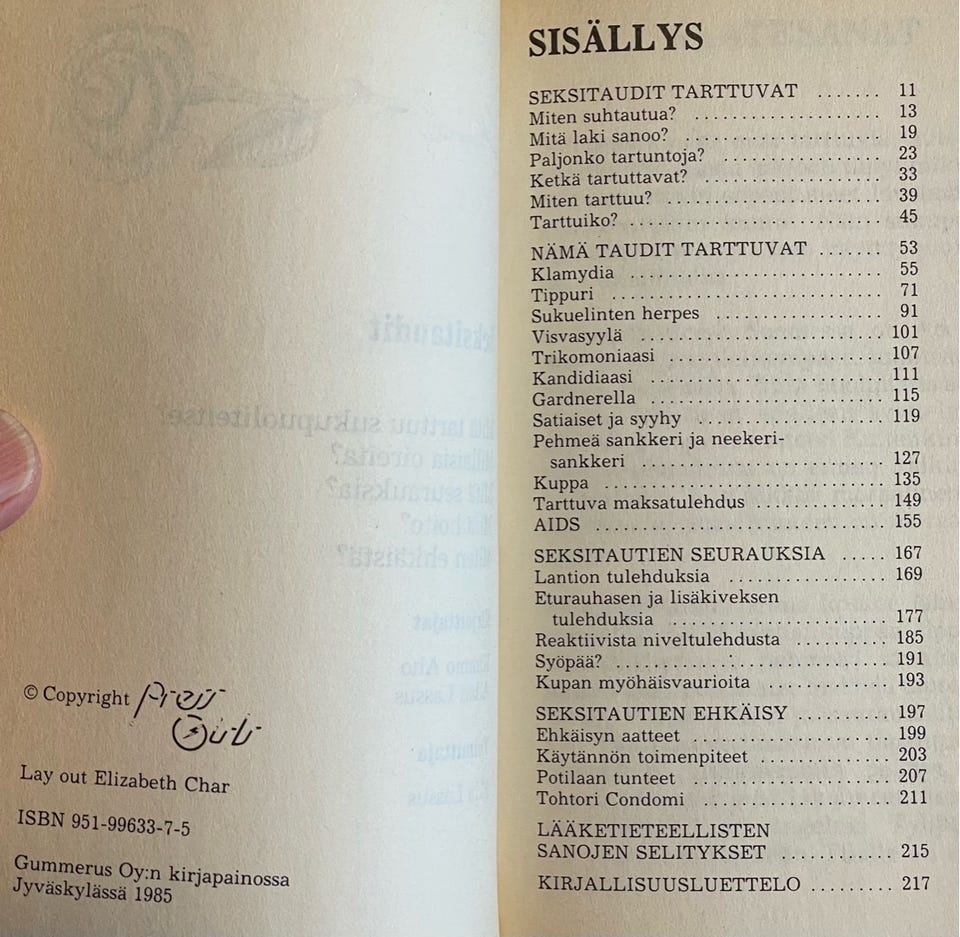 © Copyright Press Out
Lay out Elizabeth Char
ISBN 951-99633-7-5
Gummerus Oy:n kirjapainossa
Jyväskylässä 1985
SISÄLLYS
SEKSITAUDIT TARTTUVAT ....... 11
Miten suhtautua? .................... 13
Mitä laki sanoo? ..................... 19
Paljonko tartuntoja? ................. 23
Ketkä tartuttavat? ................... 33
Miten tarttuu? ....................... 39
Tarttuiko? ........................... 45
NÄMÄ TAUDIT TARTTUVAT ....... 53
Klamydia ........................... 55
Tippuri ............................. 71
Sukuelinten herpes .................. 91
Visvasyylä .......................... 101
Trikomoniaasi ....................... 107
Kandidiaasi ......................... 111
Gardnerella ......................... 115
Satiaiset ja syyhy ................... 119
Pehmeä sankkeri ja neekeri-
sankkeri ......................... 127
Kuppa .............................. 135
Tarttuva maksatulehdus ............. 149
AIDS ............................... 155
SEKSITAUTIEN SEURAUKSIA ..... 167
Lantion tulehduksia ................. 169
Eturauhasen ja lisäkiveksen
tulehduksia ...................... 177
Reaktiivista niveltulehdusta ......... 185
Syöpää? ............................ 191
Kupan myöhäisvaurioita ............. 193
SEKSITAUTIEN EHKÄISY .......... 197
Ehkäisyn aatteet .................... 199
Käytännön toimenpiteet ............. 203
Potilaan tunteet .................... 207
Tohtori Condomi ................... 211
LÄÄKETIETEELLISTEN
SANOJEN SELITYKSET ............ 215
KIRJALLISUUSLUETTELO ......... 217